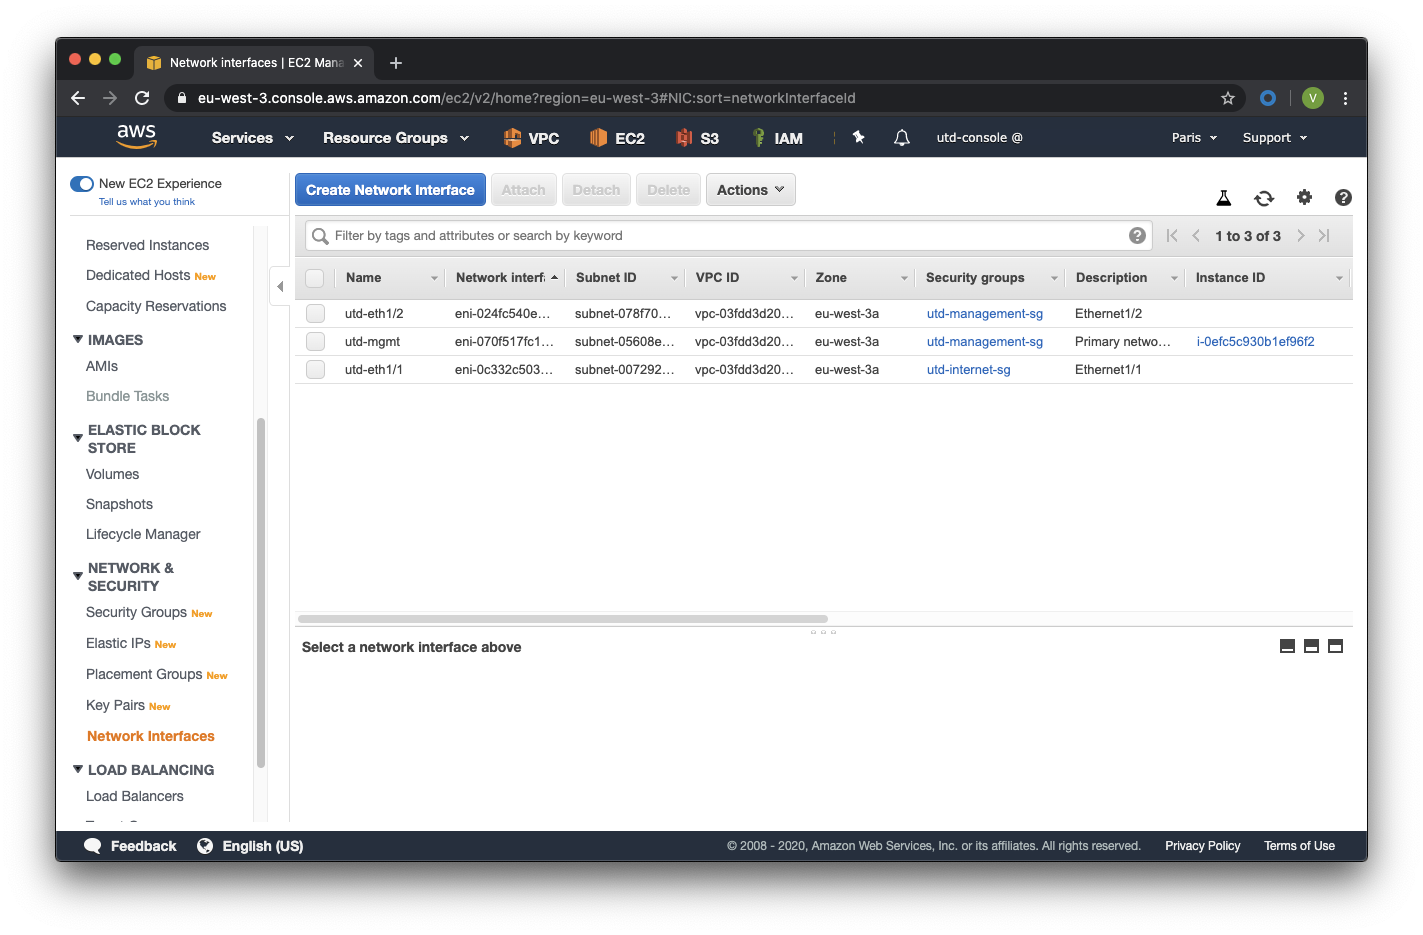 Network interfaces | EC2 Mana
eu-west-3.console.aws.amazon.com/ec2/v2/home?region=eu-west-3#NIC:sort=networkInterfaceId
V
aws Services Resource Groups VPC EC2 S3 IAM utd-console @ Paris Support
New EC2 Experience
Tell us what you think
Create Network Interface Attach Detach Delete Actions
Filter by tags and attributes or search by keyword
1 to 3 of 3
Name Network interf Subnet ID VPC ID Zone Security groups Description Instance ID
utd-eth1/2 eni-024fc540e... subnet-078f70... vpc-03fdd3d20... eu-west-3a utd-management-sg Ethernet1/2
utd-mgmt eni-070f517fc1... subnet-05608e... vpc-03fdd3d20... eu-west-3a utd-management-sg Primary netwo... i-0efc5c930b1ef96f2
utd-eth1/1 eni-0c332c503... subnet-007292... vpc-03fdd3d20... eu-west-3a utd-internet-sg Ethernet1/1
Reserved Instances
Dedicated Hosts New
Capacity Reservations
IMAGES
AMIs
Bundle Tasks
ELASTIC BLOCK
STORE
Volumes
Snapshots
Lifecycle Manager
NETWORK &
SECURITY
Security Groups New
Elastic IPs New
Placement Groups New
Key Pairs New
Network Interfaces
LOAD BALANCING
Load Balancers
Select a network interface above
Feedback English (US)
© 2008 - 2020, Amazon Web Services, Inc. or its affiliates. All rights reserved. Privacy Policy Terms of Use